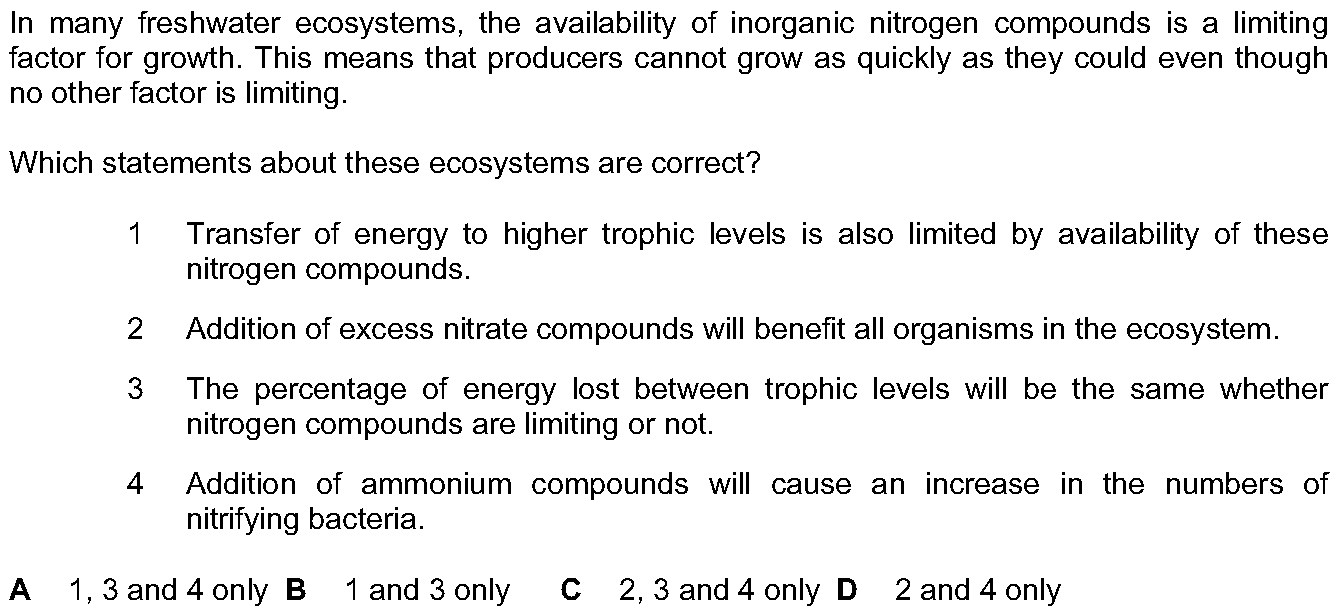 In many freshwater ecosystems, the availability of inorganic nitrogen compounds is a limiting
factor for growth. This means that producers cannot grow as quickly as they could even though
no other factor is limiting.
Which statements about these ecosystems are correct?
1 Transfer of energy to higher trophic levels is also limited by availability of these
nitrogen compounds.
2 Addition of excess nitrate compounds will benefit all organisms in the ecosystem.
3 The percentage of energy lost between trophic levels will be the same whether
nitrogen compounds are limiting or not.
4 Addition of ammonium compounds will cause an increase in the numbers of
nitrifying bacteria.
A 1, 3 and 4 only B 1 and 3 only C 2, 3 and 4 only D 2 and 4 only